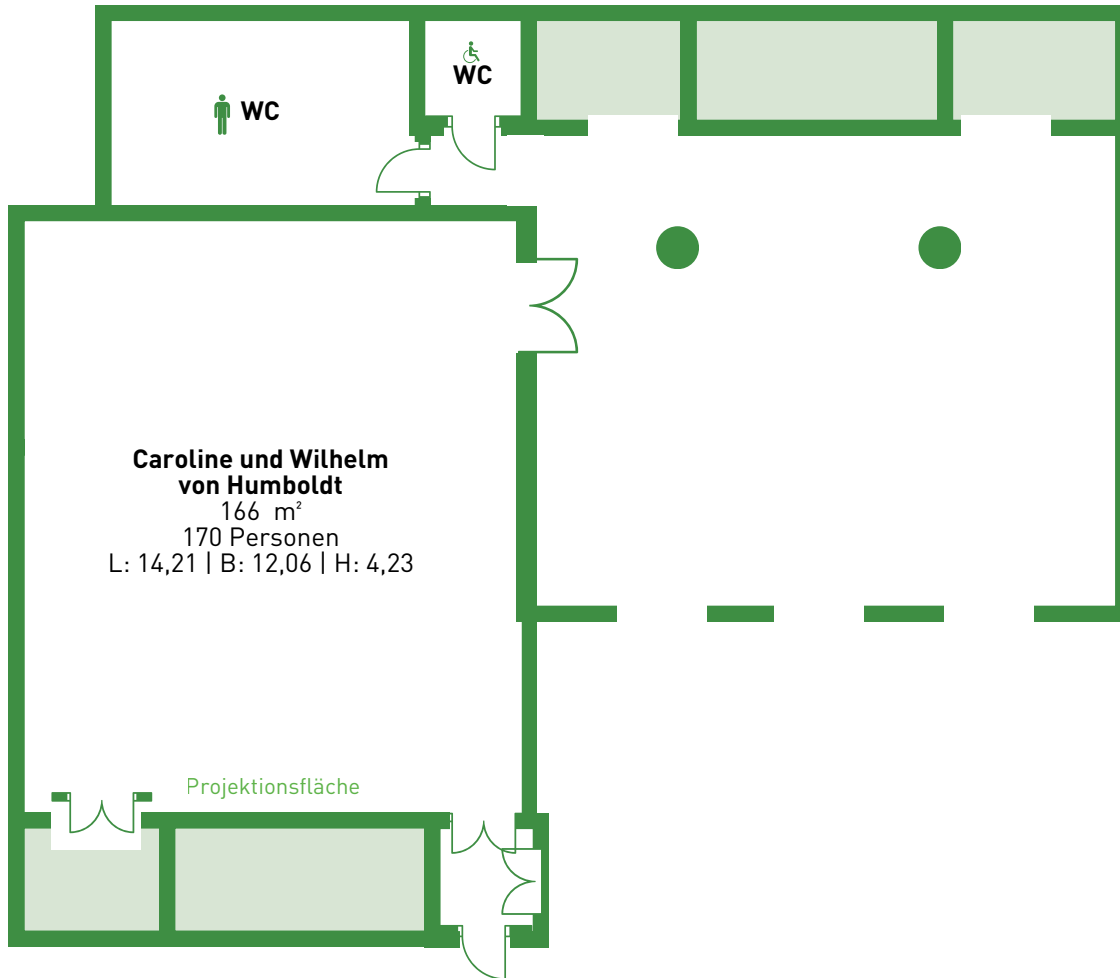 WC
WC
Caroline und Wilhelm
von Humboldt
166 m²
170 Personen
L: 14,21 | B: 12,06 | H: 4,23
Projektionsfläche